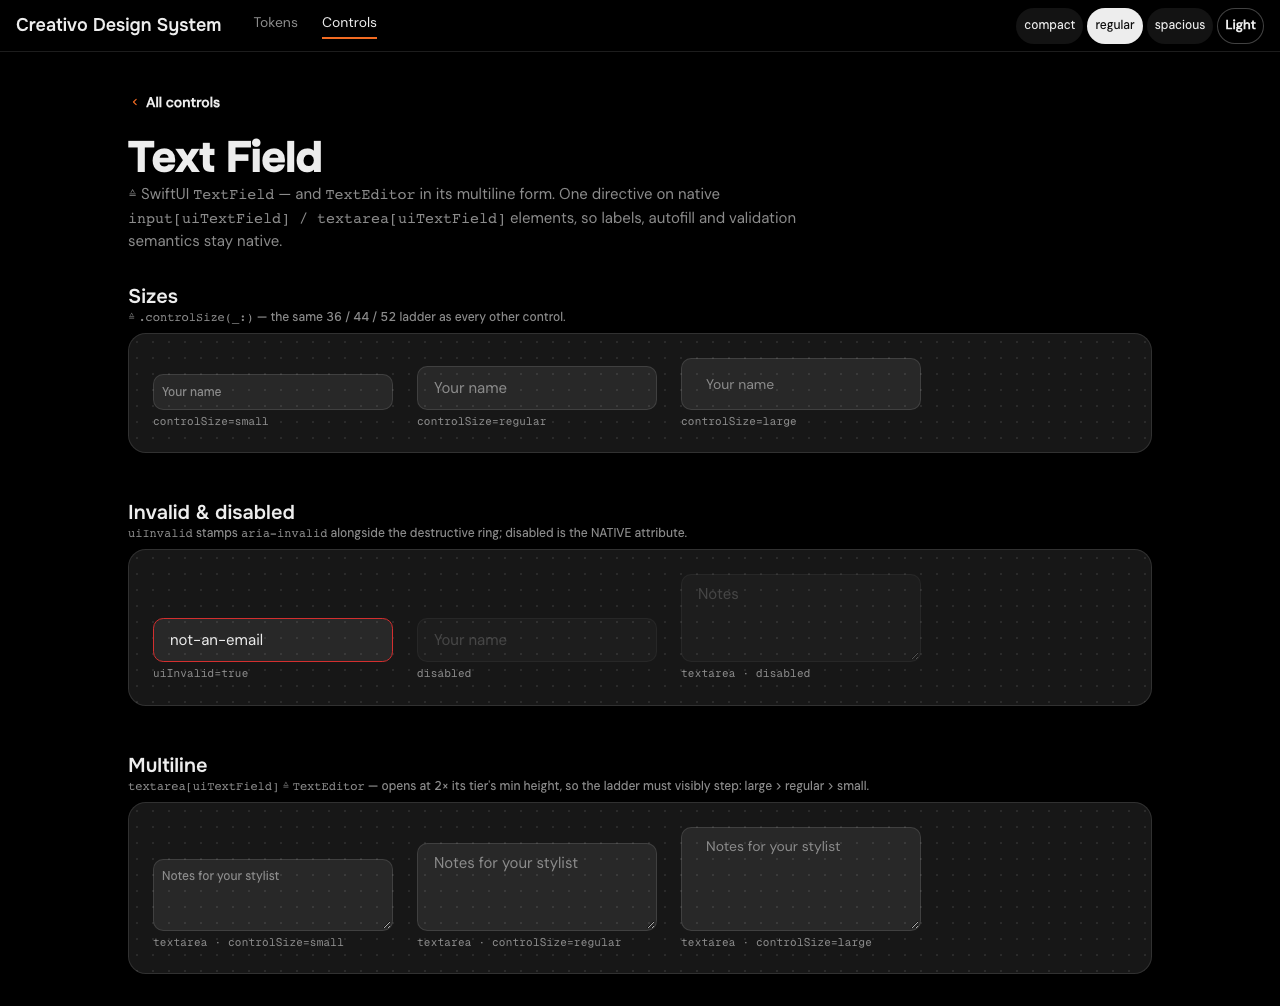 Creativo Design System
Tokens
Controls
compact
regular
spacious
Light
‹ All controls
Text Field
≙ SwiftUI TextField — and TextEditor in its multiline form. One directive on native
input[uiTextField] / textarea[uiTextField] elements, so labels, autofill and validation
semantics stay native.
Sizes
≙ .controlSize(_:) — the same 36 / 44 / 52 ladder as every other control.
Your name
Your name
Your name
controlSize=small
controlSize=regular
controlSize=large
Invalid & disabled
uiInvalid stamps aria-invalid alongside the destructive ring; disabled is the NATIVE attribute.
not-an-email
Your name
Notes
uiInvalid=true
disabled
textarea · disabled
Multiline
textarea[uiTextField] ≙ TextEditor — opens at 2× its tier's min height, so the ladder must visibly step: large > regular > small.
Notes for your stylist
Notes for your stylist
Notes for your stylist
textarea · controlSize=small
textarea · controlSize=regular
textarea · controlSize=large